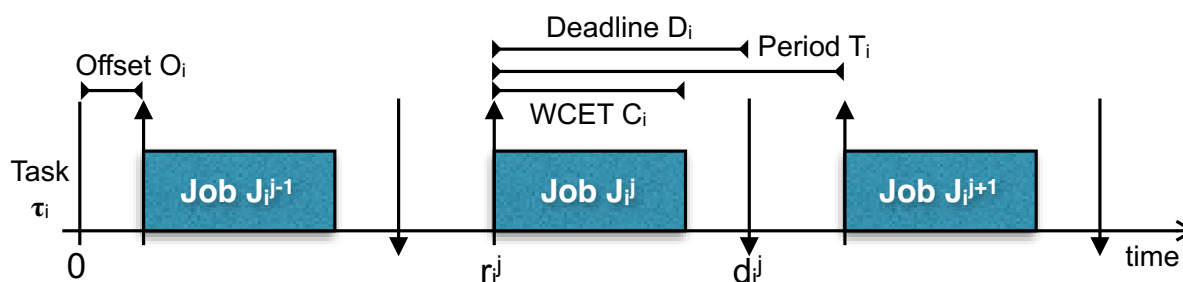 Deadline Dᵢ
Period Tᵢ
Offset Oᵢ
WCET Cᵢ
Task
τᵢ
Job Jᵢʲ⁻¹
Job Jᵢʲ
Job Jᵢʲ⁺¹
0
rᵢʲ
dᵢʲ
time